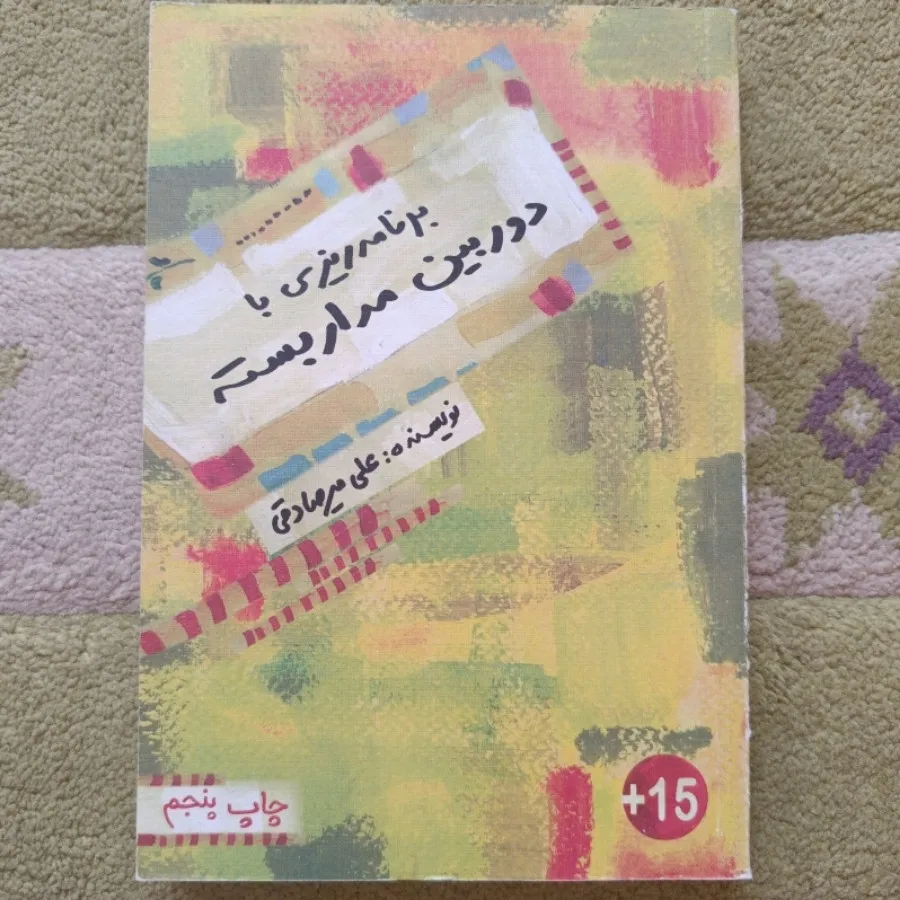 برنامه‌ریزی با
دوربین مداربسته
نویسنده: علی میرصادقی
چاپ پنجم
+15